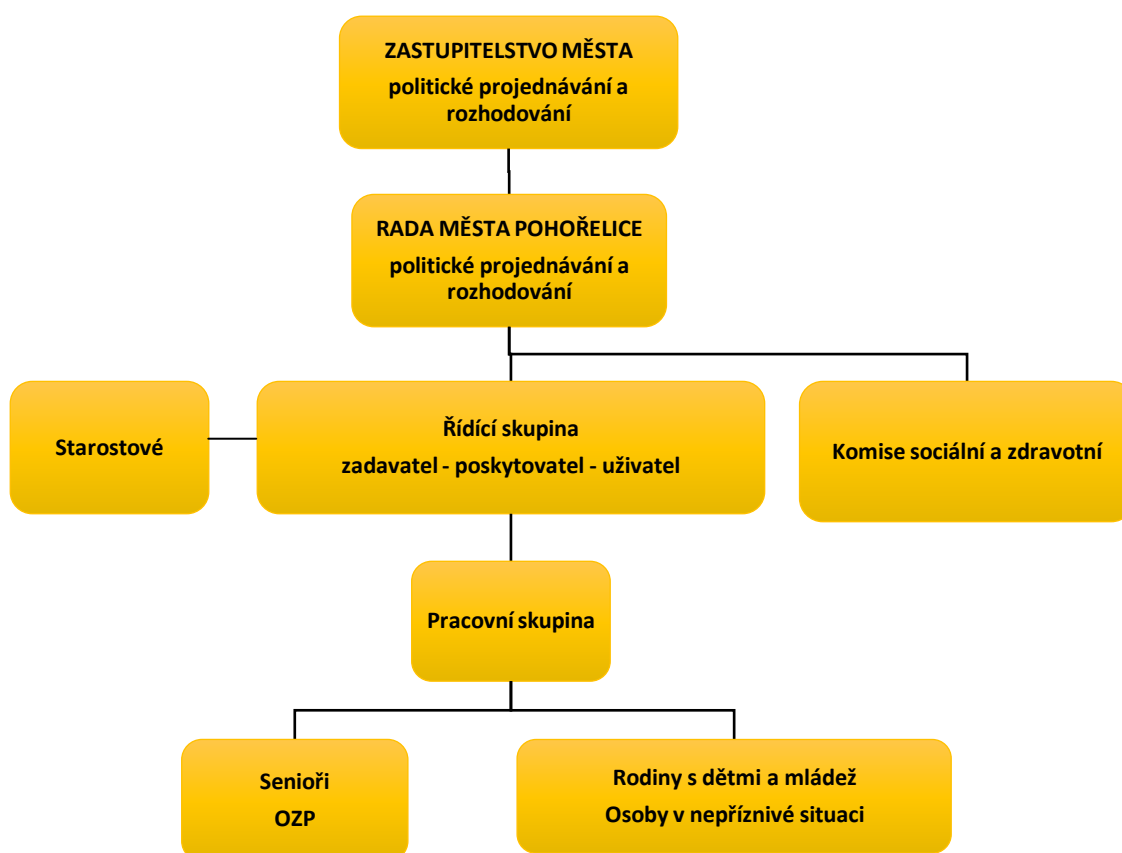 ZASTUPITELSTVO MĚSTA
politické projednávání a
rozhodování
RADA MĚSTA POHOŘELICE
politické projednávání a
rozhodování
Starostové
Řídící skupina
zadavatel - poskytovatel - uživatel
Komise sociální a zdravotní
Pracovní skupina
Senioři
OZP
Rodiny s dětmi a mládež
Osoby v nepříznivé situaci